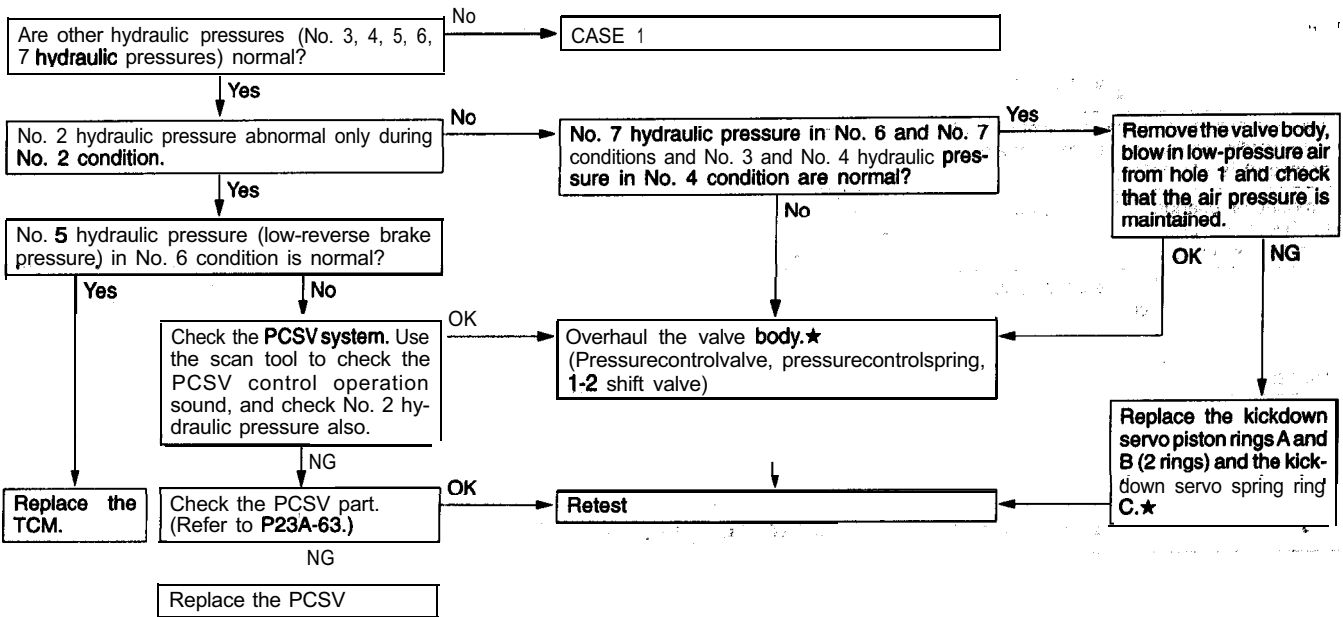 Are other hydraulic pressures (No. 3, 4, 5, 6,
7 hydraulic pressures) normal?
No
CASE 1
Yes
No. 2 hydraulic pressure abnormal only during
No. 2 condition.
No
No. 7 hydraulic pressure in No. 6 and No. 7
conditions and No. 3 and No. 4 hydraulic pres-
sure in No. 4 condition are normal?
Yes
Remove the valve body,
blow in low-pressure air
from hole 1 and check
that the air pressure is
maintained.
Yes
No
OK
NG
No. 5 hydraulic pressure (low-reverse brake
pressure) in No. 6 condition is normal?
Yes
No
Check the PCSV system. Use
the scan tool to check the
PCSV control operation
sound, and check No. 2 hy-
draulic pressure also.
OK
Overhaul the valve body.★
(Pressurecontrolvalve, pressurecontrolspring,
1-2 shift valve)
Replace the kickdown
servo piston rings A and
B (2 rings) and the kick-
down servo spring ring
C.★
NG
Replace the
TCM.
Check the PCSV part.
(Refer to P23A-63.)
OK
Retest
NG
Replace the PCSV